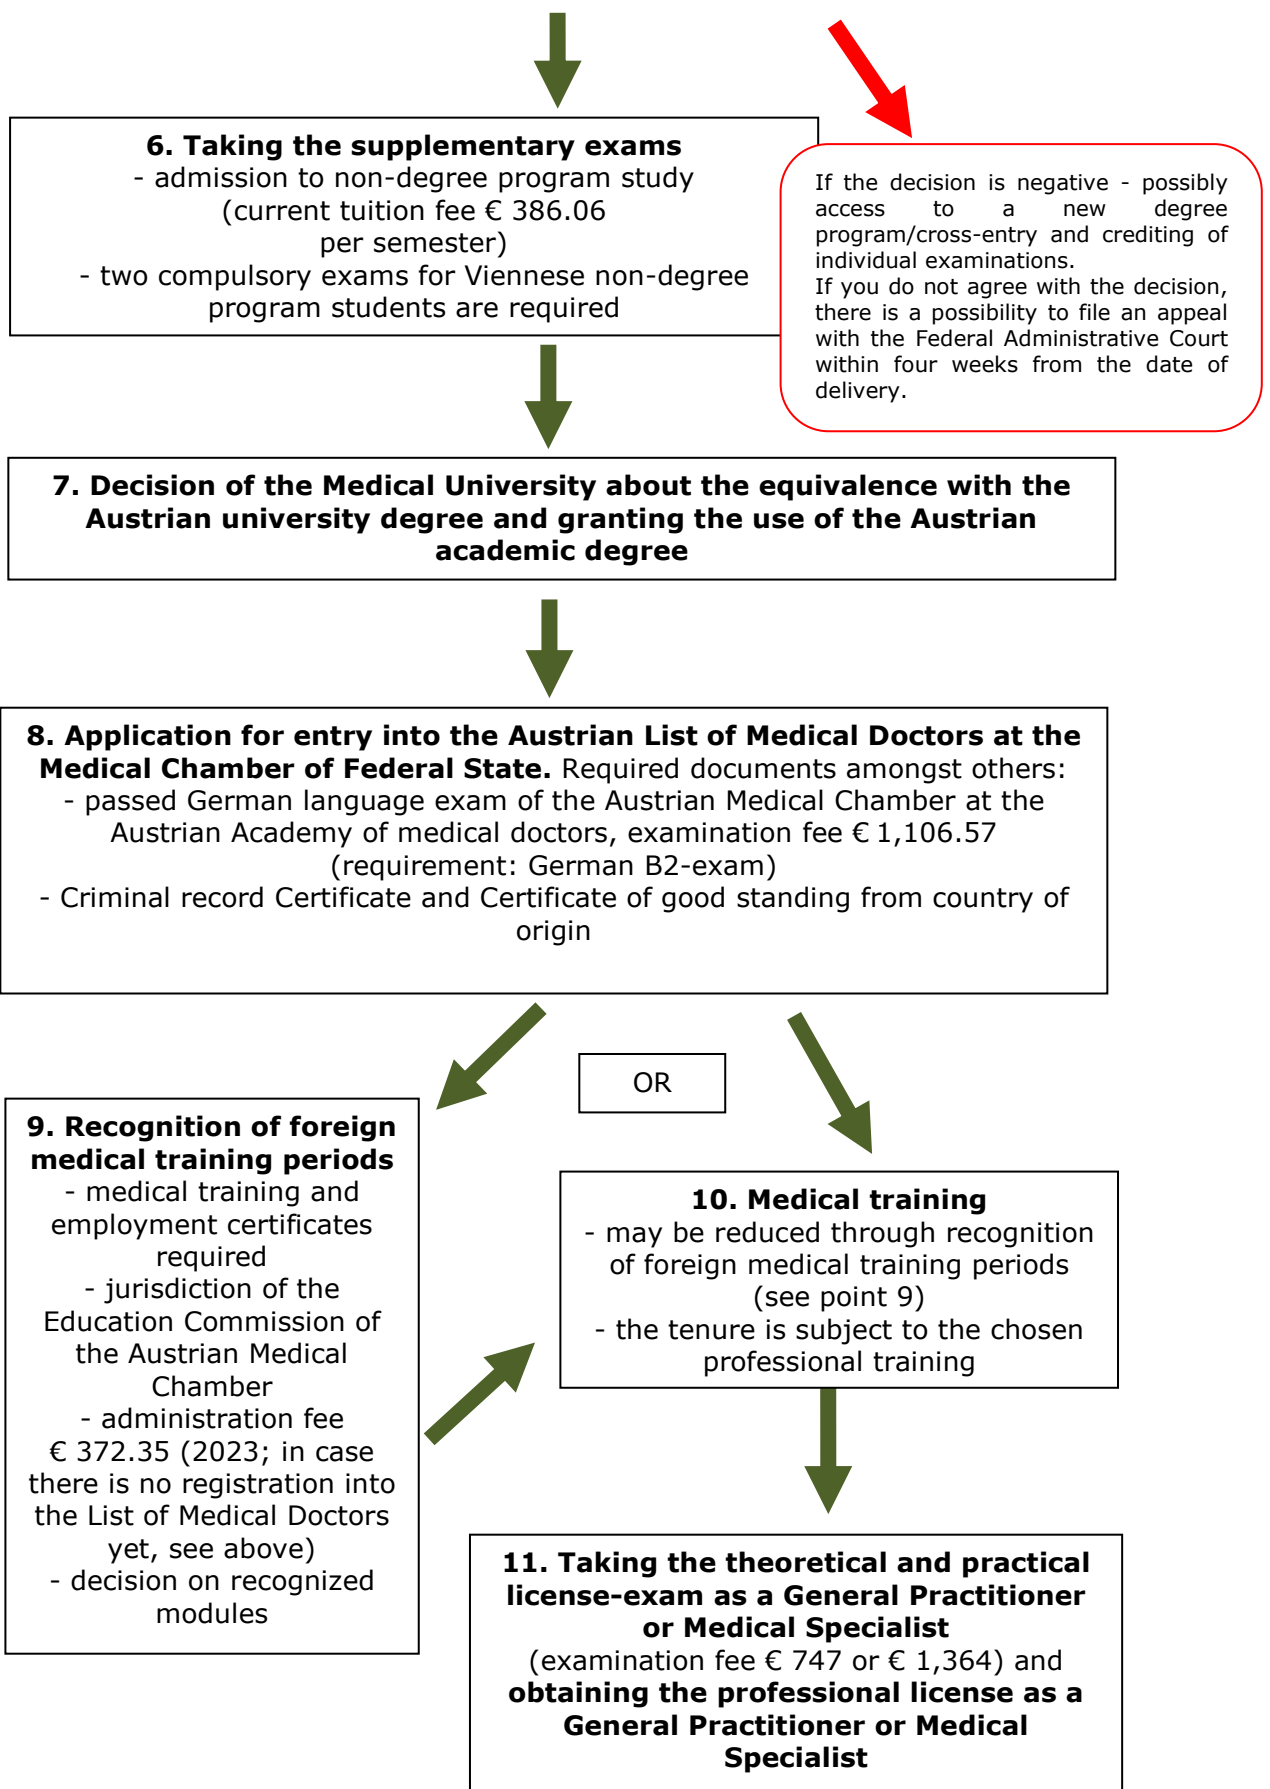 6. Taking the supplementary exams
- admission to non-degree program study
(current tuition fee € 386.06
per semester)
- two compulsory exams for Viennese non-degree
program students are required
If the decision is negative - possibly
access to a new degree
program/cross-entry and crediting of
individual examinations.
If you do not agree with the decision,
there is a possibility to file an appeal
with the Federal Administrative Court
within four weeks from the date of
delivery.
7. Decision of the Medical University about the equivalence with the
Austrian university degree and granting the use of the Austrian
academic degree
8. Application for entry into the Austrian List of Medical Doctors at the
Medical Chamber of Federal State. Required documents amongst others:
- passed German language exam of the Austrian Medical Chamber at the
Austrian Academy of medical doctors, examination fee € 1,106.57
(requirement: German B2-exam)
- Criminal record Certificate and Certificate of good standing from country of
origin
OR
9. Recognition of foreign
medical training periods
- medical training and
employment certificates
required
- jurisdiction of the
Education Commission of
the Austrian Medical
Chamber
- administration fee
€ 372.35 (2023; in case
there is no registration into
the List of Medical Doctors
yet, see above)
- decision on recognized
modules
10. Medical training
- may be reduced through recognition
of foreign medical training periods
(see point 9)
- the tenure is subject to the chosen
professional training
11. Taking the theoretical and practical
license-exam as a General Practitioner
or Medical Specialist
(examination fee € 747 or € 1,364) and
obtaining the professional license as a
General Practitioner or Medical
Specialist